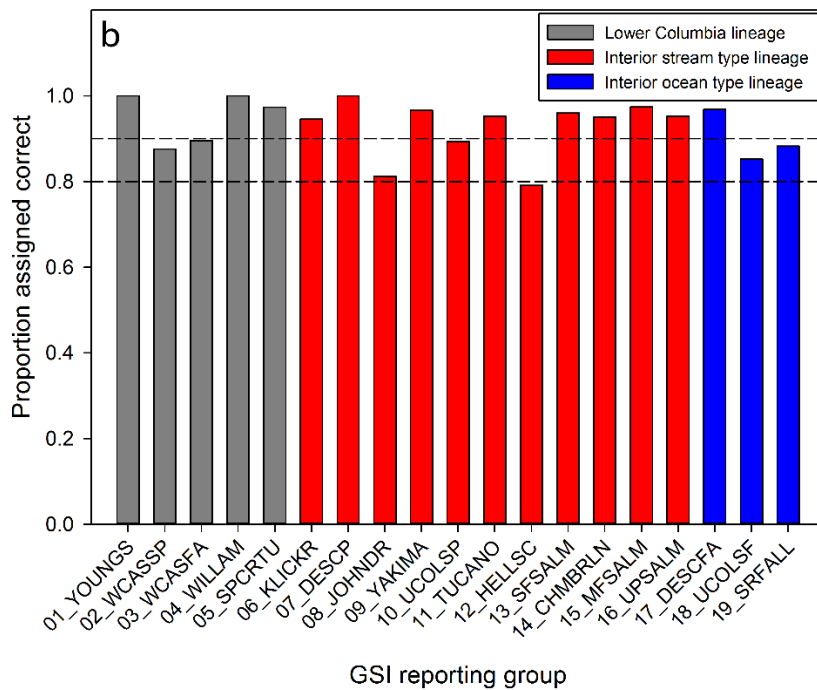 b
Lower Columbia lineage
Interior stream type lineage
Interior ocean type lineage
Proportion assigned correct
1.0
0.8
0.6
0.4
0.2
0.0
01_YOUNGS
02_WCASSP
03_WCASFA
04_WILLAM
05_SPCRTU
06_KLICKR
07_DESCP
08_JOHNDR
09_YAKIMA
10_UCOLSP
11_TUCANO
12_HELLSC
13_SFSALM
14_CHMBRLN
15_MFSALM
16_UPSALM
17_DESCFA
18_UCOLSF
19_SRFALL
GSI reporting group